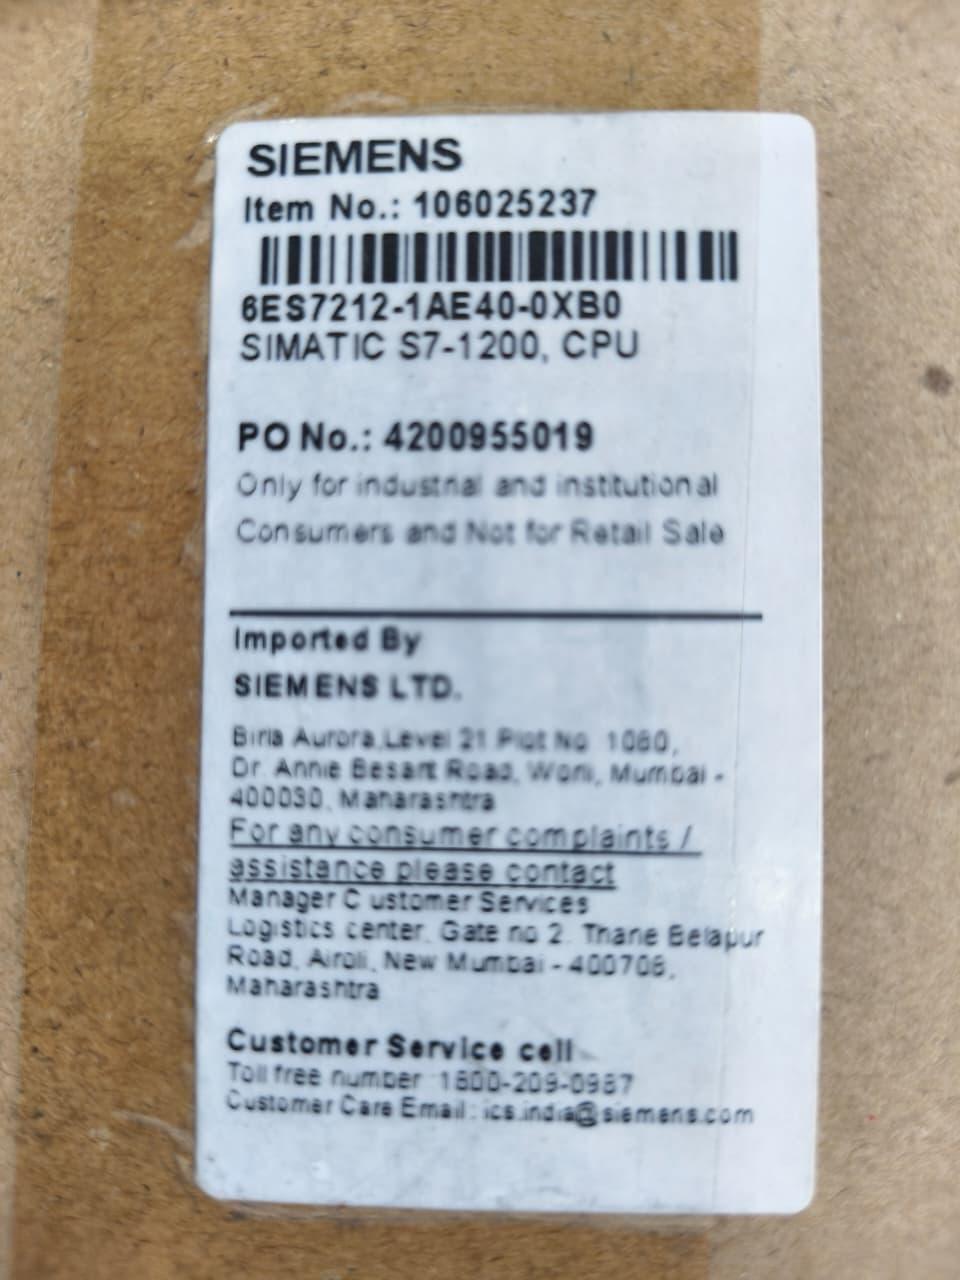 SIEMENS
Item No.: 106025237
6ES7212-1AE40-0XB0
SIMATIC S7-1200, CPU
PO No.: 4200955019
Only for industrial and institutional
Consumers and Not for Retail Sale
Imported By
SIEMENS LTD.
Birla Aurora,Level 21 Plot No 1080,
Dr. Annie Besant Road, Worli, Mumbai -
400030, Maharashtra
For any consumer complaints /
assistance please contact
Manager Customer Services
Logistics center, Gate no 2. Thane Belapur
Road, Airoli, New Mumbai - 400708,
Maharashtra
Customer Service cell
Toll free number 1800-209-0987
Customer Care Email : ics.india@siemens.com